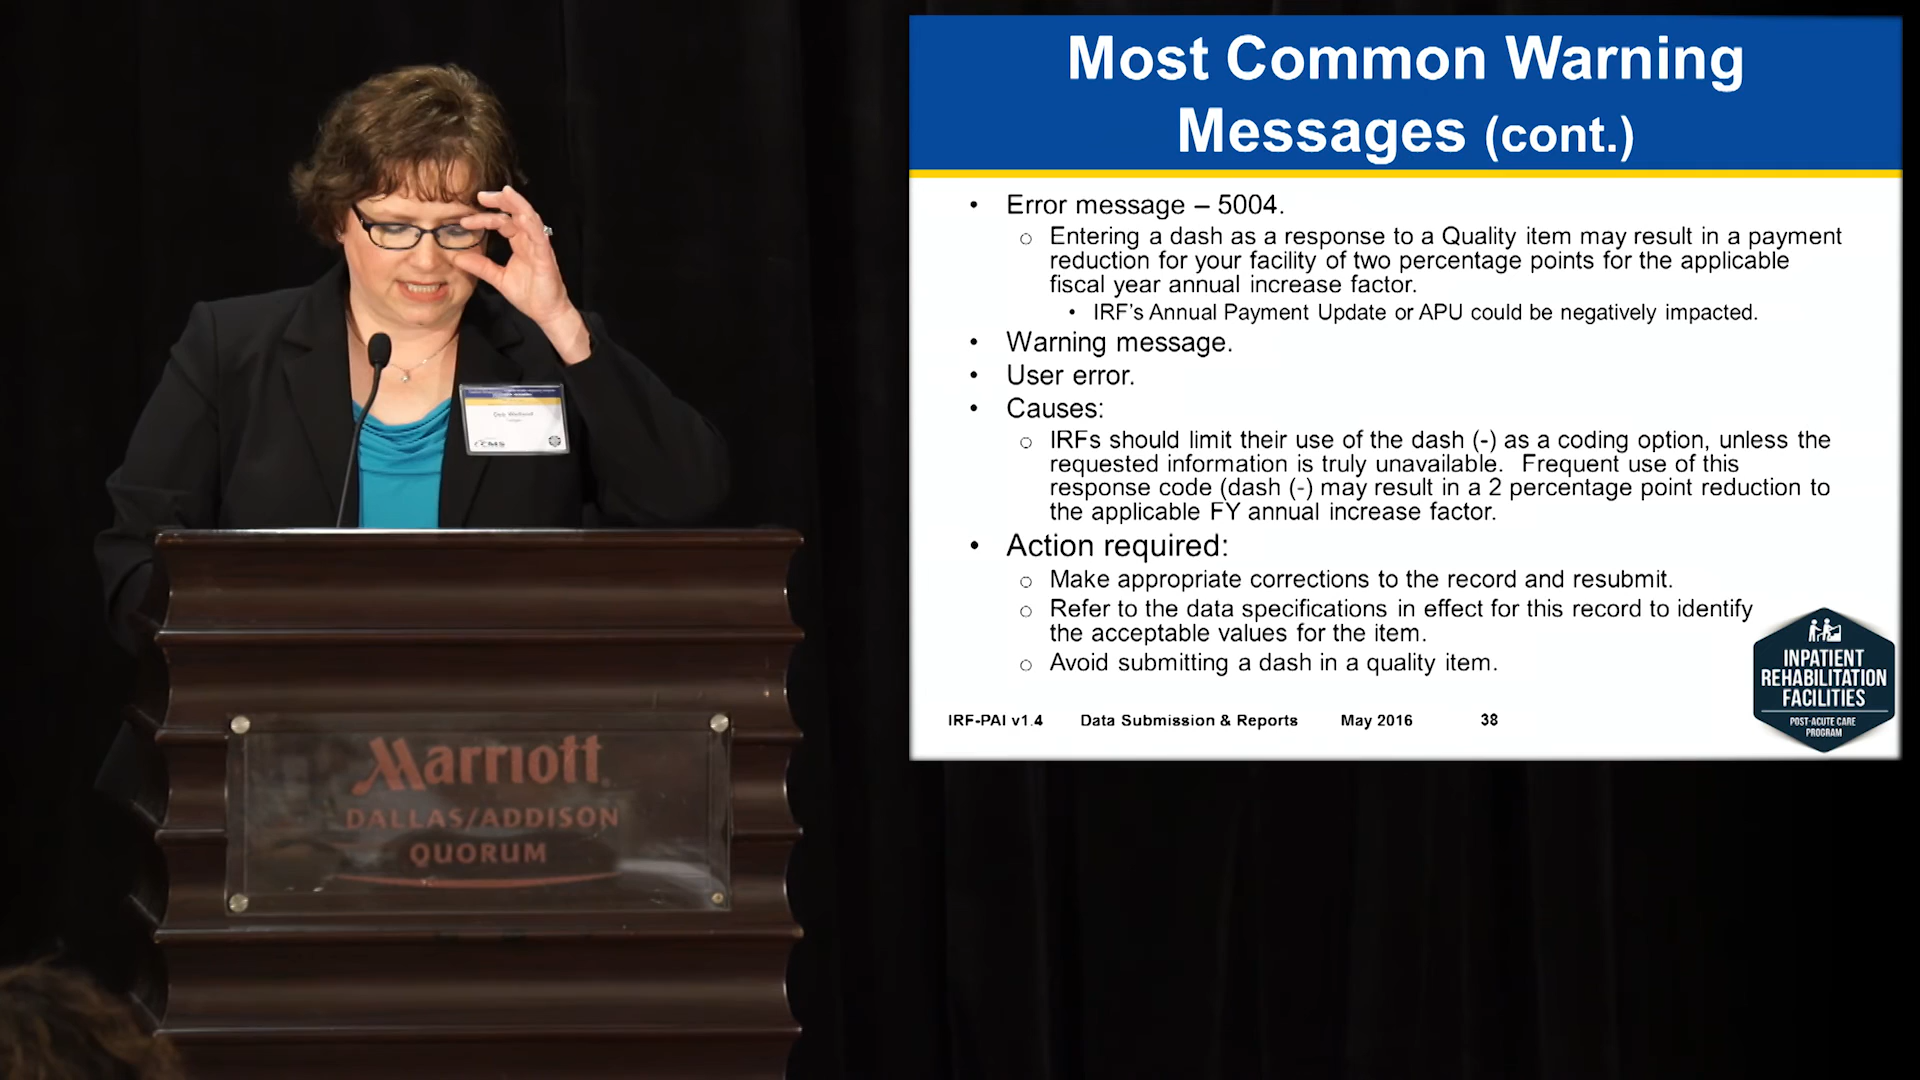 Most Common Warning
Messages (cont.)
• Error message – 5004.
o Entering a dash as a response to a Quality item may result in a payment
reduction for your facility of two percentage points for the applicable
fiscal year annual increase factor.
• IRF's Annual Payment Update or APU could be negatively impacted.
• Warning message.
• User error.
• Causes:
o IRFs should limit their use of the dash (-) as a coding option, unless the
requested information is truly unavailable. Frequent use of this
response code (dash (-) may result in a 2 percentage point reduction to
the applicable FY annual increase factor.
• Action required:
o Make appropriate corrections to the record and resubmit.
o Refer to the data specifications in effect for this record to identify
the acceptable values for the item.
o Avoid submitting a dash in a quality item.
INPATIENT
REHABILITATION
FACILITIES
POST-ACUTE CARE
PROGRAM
IRF-PAI v1.4 Data Submission & Reports May 2016 38
CMS
Marriott
DALLAS/ADDISON
QUORUM